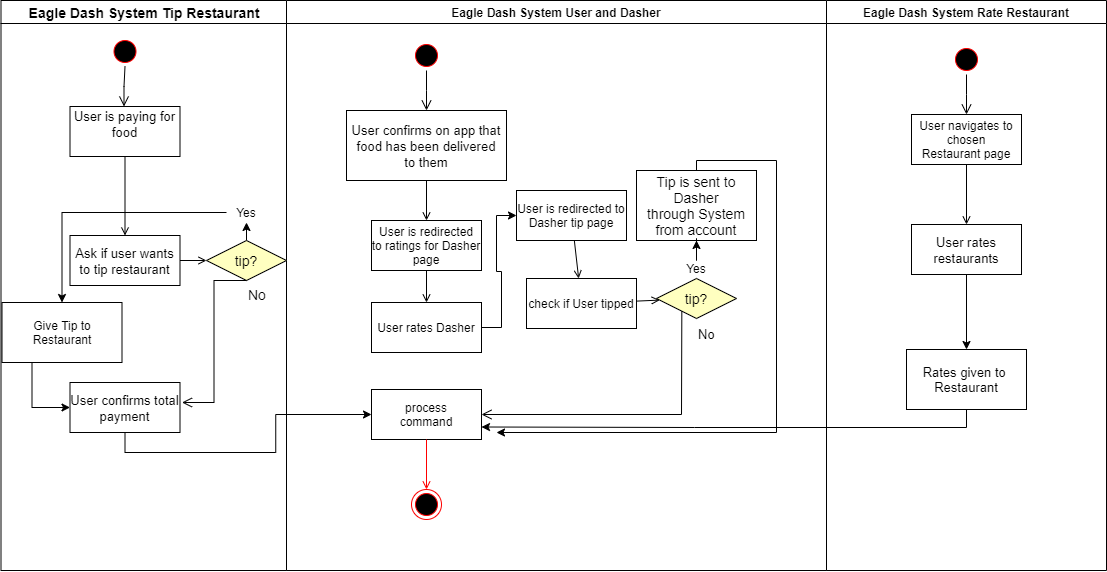 Eagle Dash System Tip Restaurant
Eagle Dash System User and Dasher
Eagle Dash System Rate Restaurant
User is paying for
food
Yes
Ask if user wants
to tip restaurant
tip?
No
Give Tip to
Restaurant
User confirms total
payment
User confirms on app that
food has been delivered
to them
User is redirected
to ratings for Dasher
page
User rates Dasher
User is redirected to
Dasher tip page
check if User tipped
Tip is sent to
Dasher
through System
from account
Yes
tip?
No
process
command
User navigates to
chosen
Restaurant page
User rates
restaurants
Rates given to
Restaurant